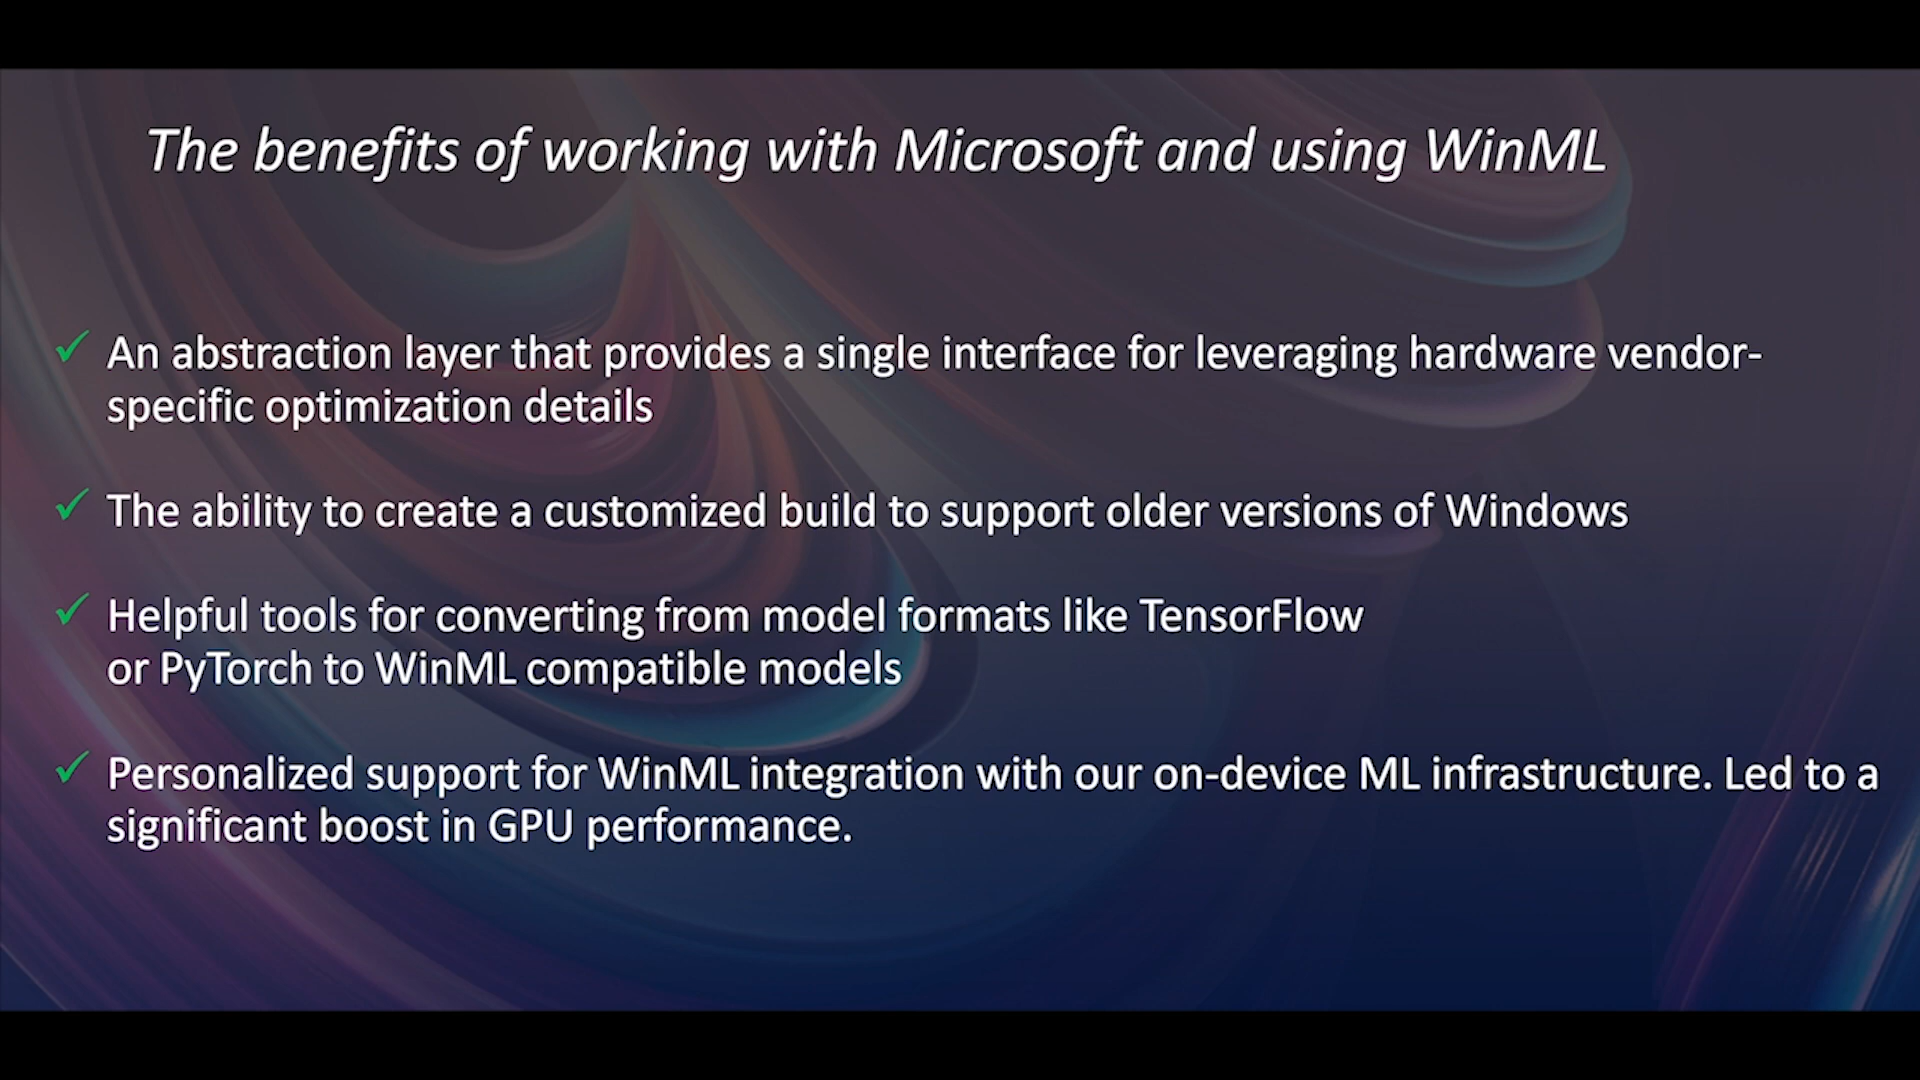 The benefits of working with Microsoft and using WinML
An abstraction layer that provides a single interface for leveraging hardware vendor-
specific optimization details
The ability to create a customized build to support older versions of Windows
Helpful tools for converting from model formats like TensorFlow
or PyTorch to WinML compatible models
Personalized support for WinML integration with our on-device ML infrastructure. Led to a
significant boost in GPU performance.